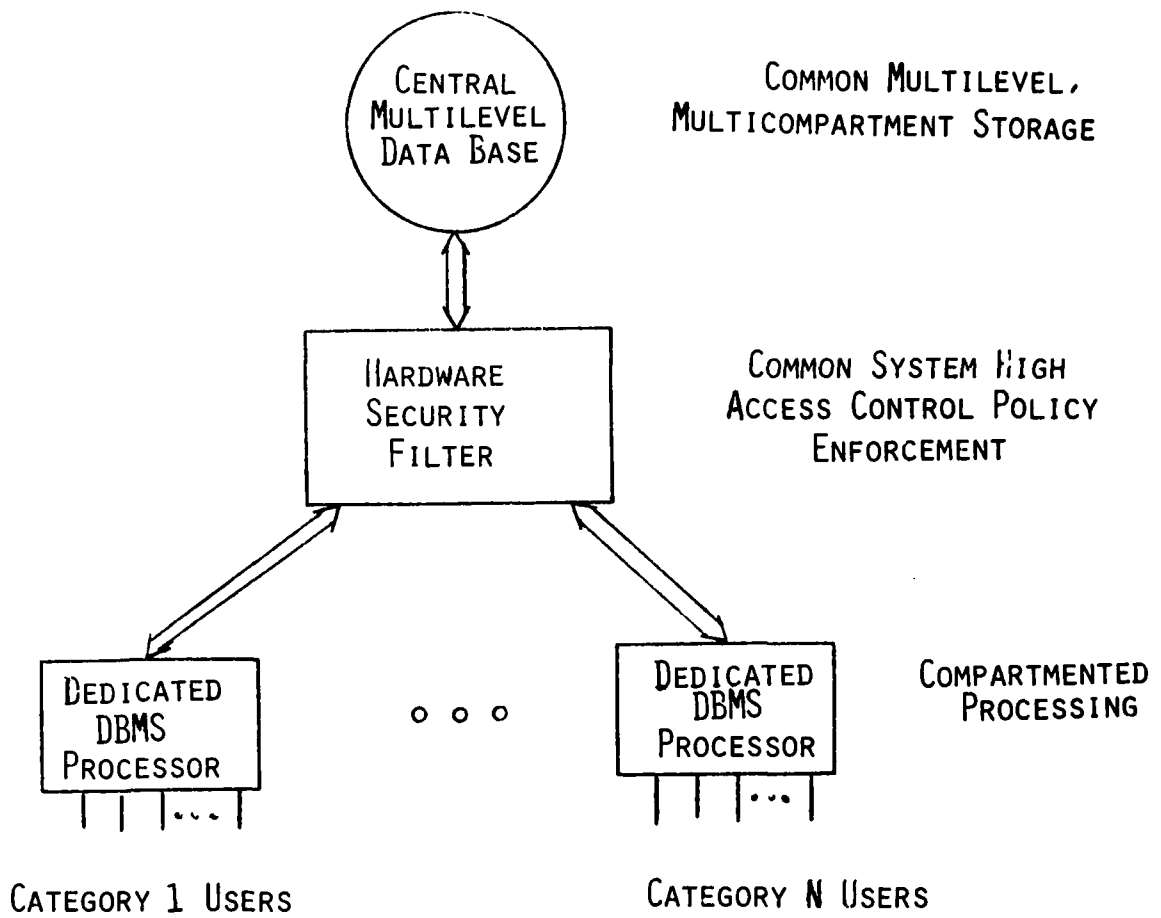 CENTRAL
MULTILEVEL
DATA BASE
COMMON MULTILEVEL,
MULTICOMPARTMENT STORAGE
HARDWARE
SECURITY
FILTER
COMMON SYSTEM HIGH
ACCESS CONTROL POLICY
ENFORCEMENT
DEDICATED
DBMS
PROCESSOR
DEDICATED
DBMS
PROCESSOR
COMPARTMENTED
PROCESSING
CATEGORY 1 USERS
CATEGORY N USERS